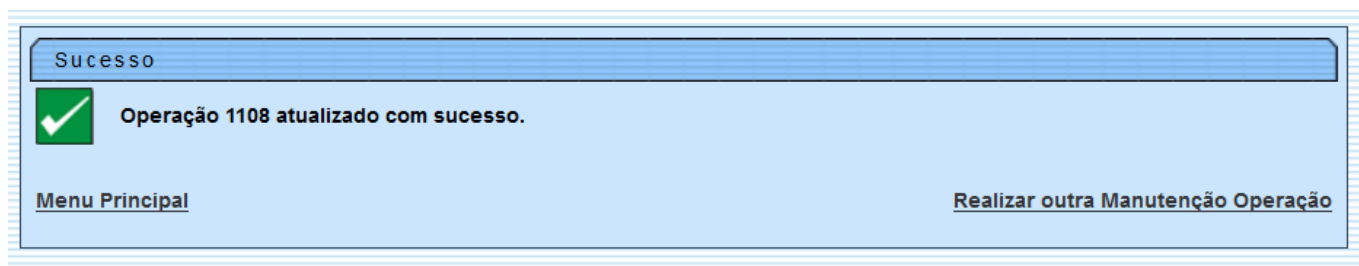 Sucesso
Operação 1108 atualizado com sucesso.
Menu Principal
Realizar outra Manutenção Operação